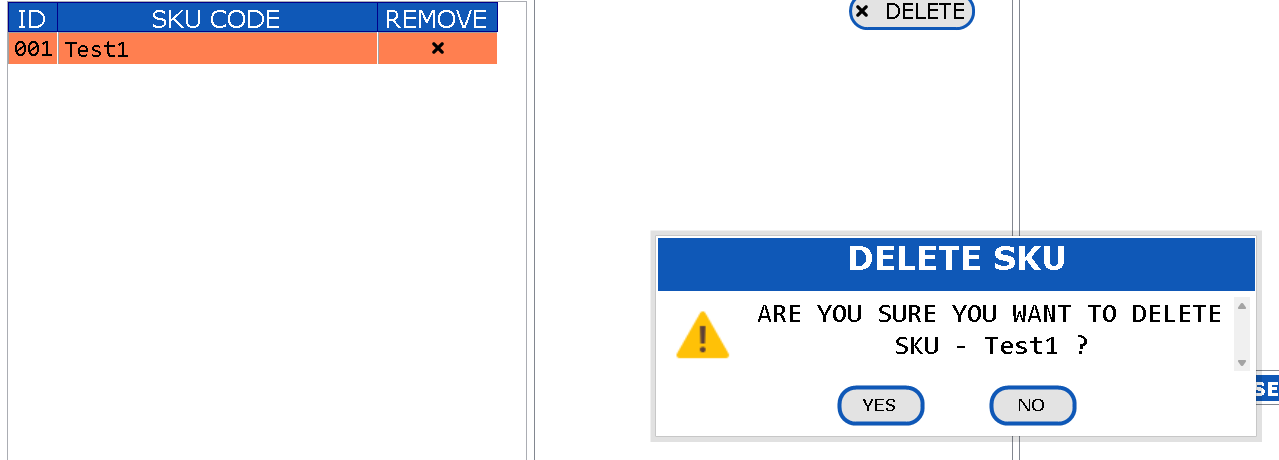 ID SKU CODE REMOVE
001 Test1 ×
× DELETE
DELETE SKU
ARE YOU SURE YOU WANT TO DELETE
SKU - Test1 ?
YES NO
SE